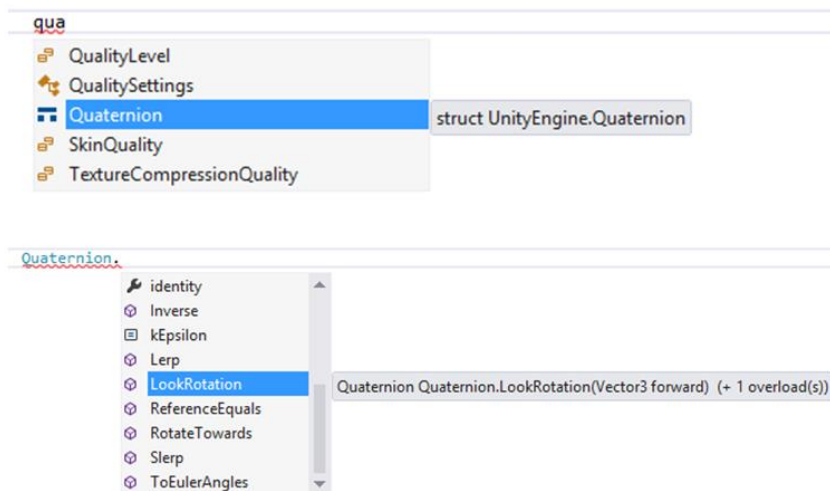 qua
QualityLevel
QualitySettings
Quaternion
struct UnityEngine.Quaternion
SkinQuality
TextureCompressionQuality
Quaternion.
identity
Inverse
kEpsilon
Lerp
LookRotation
Quaternion Quaternion.LookRotation(Vector3 forward) (+ 1 overload(s))
ReferenceEquals
RotateTowards
Slerp
ToEulerAngles